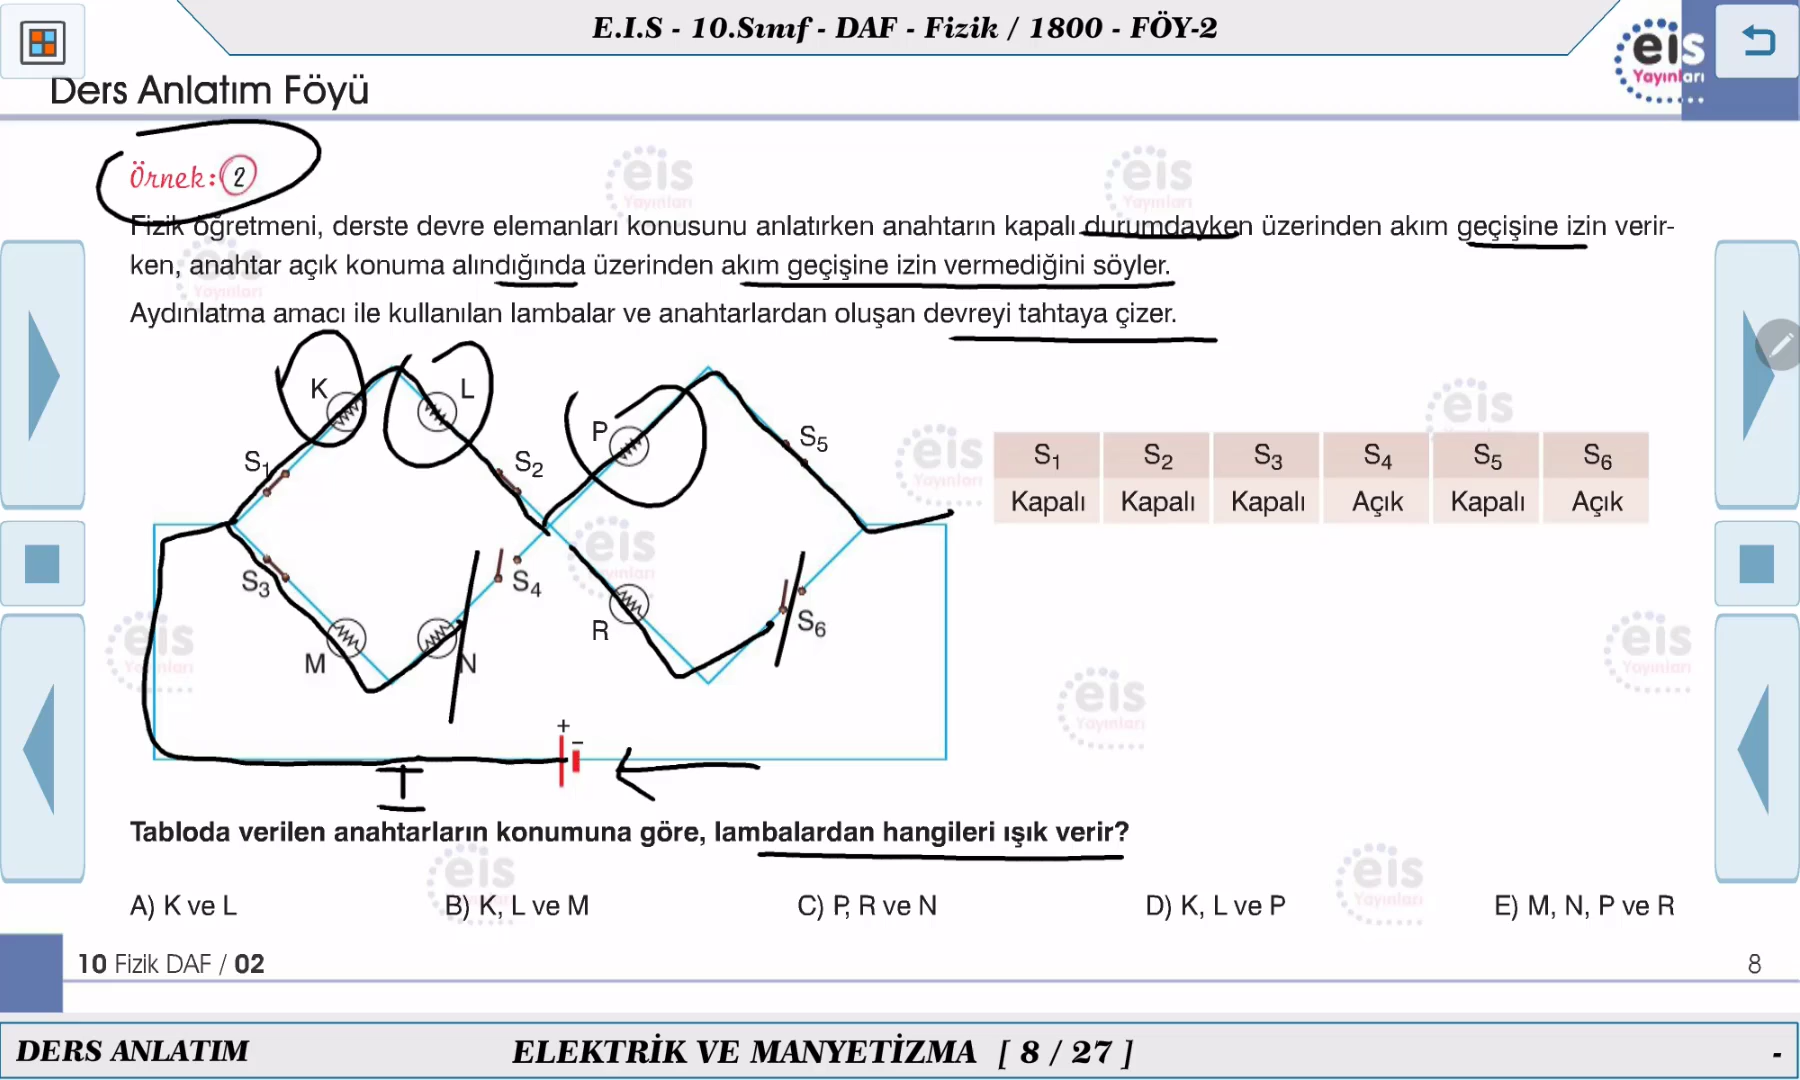 E.I.S - 10.Sınıf - DAF - Fizik / 1800 - FÖY-2
eis
Yayınları
Ders Anlatım Föyü
Örnek: 2
Fizik öğretmeni, derste devre elemanları konusunu anlatırken anahtarın kapalı durumdayken üzerinden akım geçişine izin verir-
ken, anahtar açık konuma alındığında üzerinden akım geçişine izin vermediğini söyler.
Aydınlatma amacı ile kullanılan lambalar ve anahtarlardan oluşan devreyi tahtaya çizer.
K L P
S1 S2 S5
S3 S4
M N R S6
+ -
I
S1 S2 S3 S4 S5 S6
Kapalı Kapalı Kapalı Açık Kapalı Açık
Tabloda verilen anahtarların konumuna göre, lambalardan hangileri ışık verir?
A) K ve L B) K, L ve M C) P, R ve N D) K, L ve P E) M, N, P ve R
10 Fizik DAF / 02
8
DERS ANLATIM ELEKTRİK VE MANYETİZMA [ 8 / 27 ] -